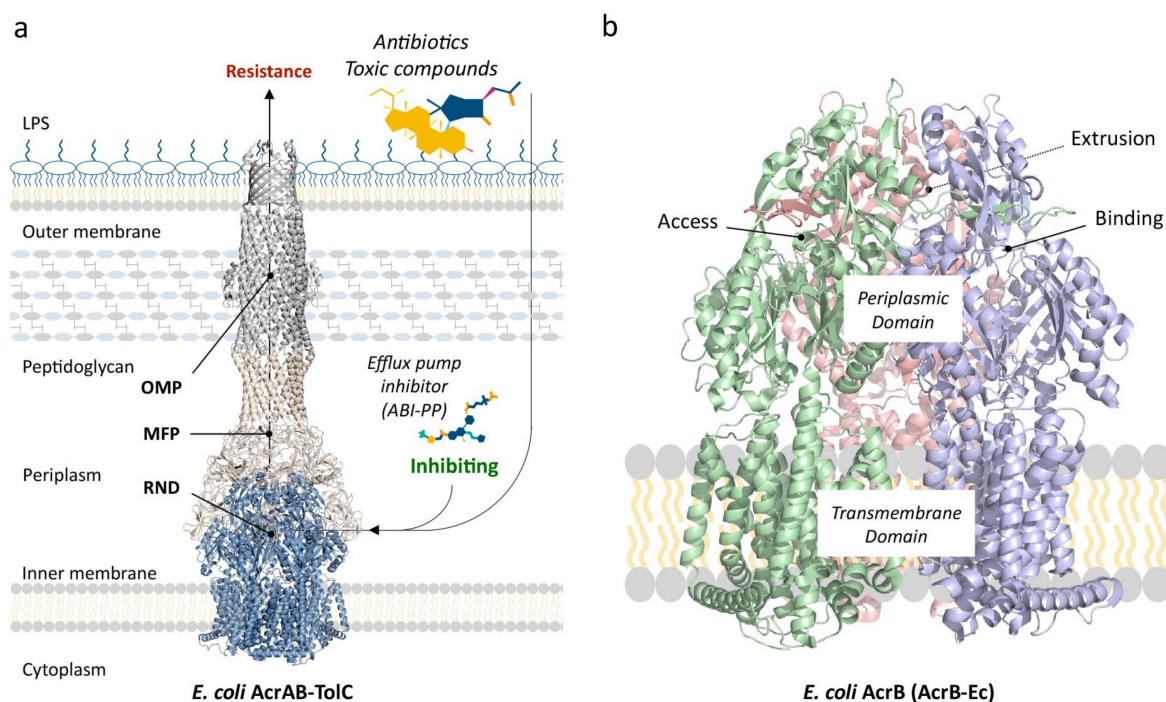 a
Antibiotics
Toxic compounds
Resistance
LPS
Outer membrane
Peptidoglycan
OMP
Efflux pump
inhibitor
(ABI-PP)
MFP
Inhibiting
Periplasm
RND
Inner membrane
Cytoplasm
E. coli AcrAB-TolC
b
Extrusion
Access
Binding
Periplasmic
Domain
Transmembrane
Domain
E. coli AcrB (AcrB-Ec)